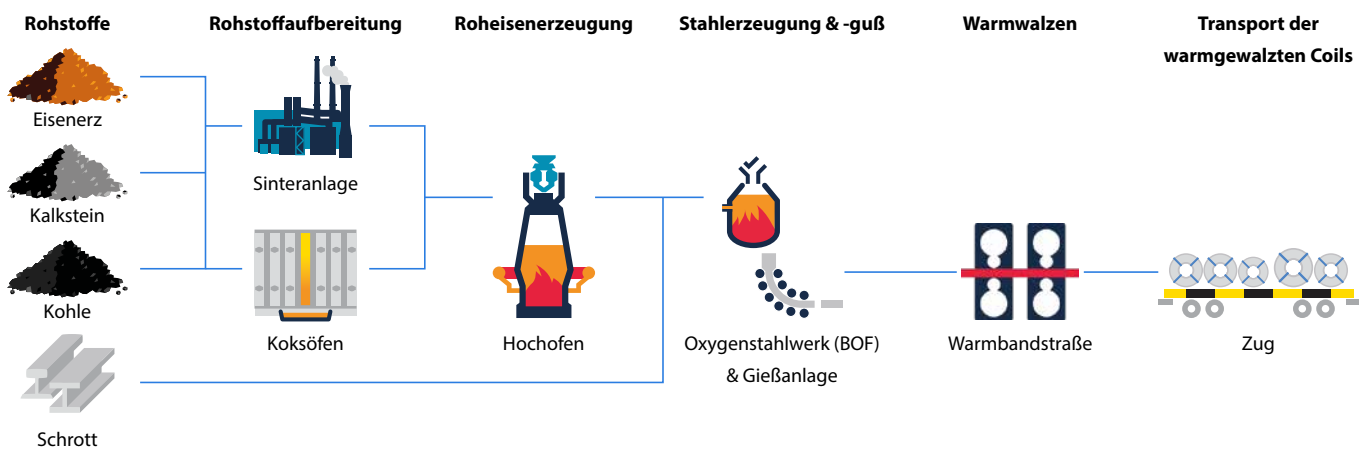 Rohstoffe
Rohstoffaufbereitung
Roheisenerzeugung
Stahlerzeugung & -guß
Warmwalzen
Transport der
warmgewalzten Coils
Eisenerz
Kalkstein
Kohle
Schrott
Sinteranlage
Koksöfen
Hochofen
Oxygenstahlwerk (BOF)
& Gießanlage
Warmbandstraße
Zug